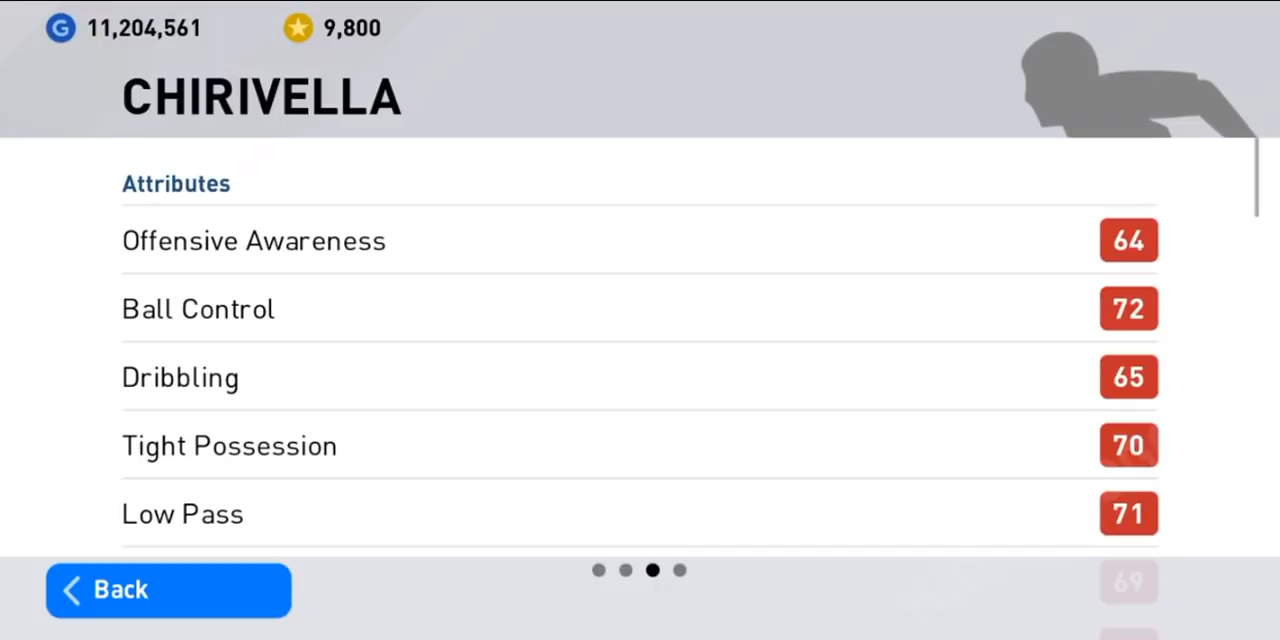 G 11,204,561 9,800
CHIRIVELLA
Attributes
Offensive Awareness 64
Ball Control 72
Dribbling 65
Tight Possession 70
Low Pass 71
69
Back